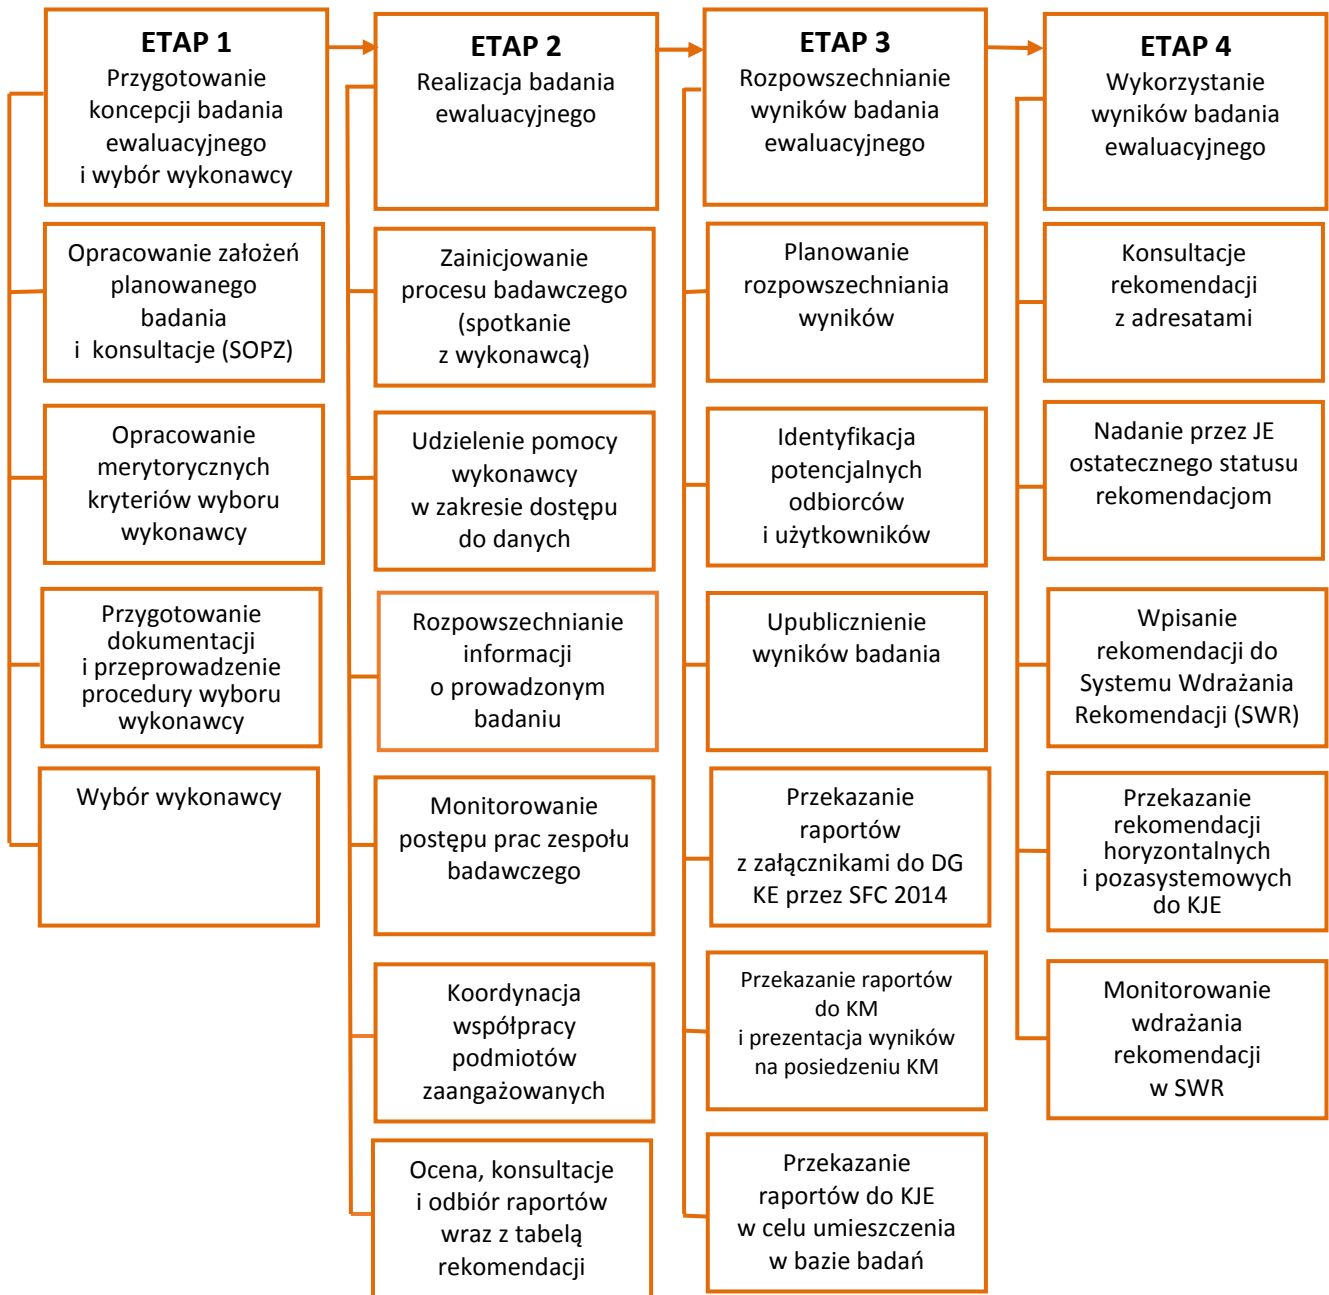 ETAP 1
Przygotowanie
koncepcji badania
ewaluacyjnego
i wybór wykonawcy
Opracowanie założeń
planowanego
badania
i konsultacje (SOPZ)
Opracowanie
merytorycznych
kryteriów wyboru
wykonawcy
Przygotowanie
dokumentacji
i przeprowadzenie
procedury wyboru
wykonawcy
Wybór wykonawcy
ETAP 2
Realizacja badania
ewaluacyjnego
Zainicjowanie
procesu badawczego
(spotkanie
z wykonawcą)
Udzielenie pomocy
wykonawcy
w zakresie dostępu
do danych
Rozpowszechnianie
informacji
o prowadzonym
badaniu
Monitorowanie
postępu prac zespołu
badawczego
Koordynacja
współpracy
podmiotów
zaangażowanych
Ocena, konsultacje
i odbiór raportów
wraz z tabelą
rekomendacji
ETAP 3
Rozpowszechnianie
wyników badania
ewaluacyjnego
Planowanie
rozpowszechniania
wyników
Identyfikacja
potencjalnych
odbiorców
i użytkowników
Upublicznienie
wyników badania
Przekazanie
raportów
z załącznikami do DG
KE przez SFC 2014
Przekazanie raportów
do KM
i prezentacja wyników
na posiedzeniu KM
Przekazanie
raportów do KJE
w celu umieszczenia
w bazie badań
ETAP 4
Wykorzystanie
wyników badania
ewaluacyjnego
Konsultacje
rekomendacji
z adresatami
Nadanie przez JE
ostatecznego statusu
rekomendacjom
Wpisanie
rekomendacji do
Systemu Wdrażania
Rekomendacji (SWR)
Przekazanie
rekomendacji
horyzontalnych
i pozasystemowych
do KJE
Monitorowanie
wdrażania
rekomendacji
w SWR